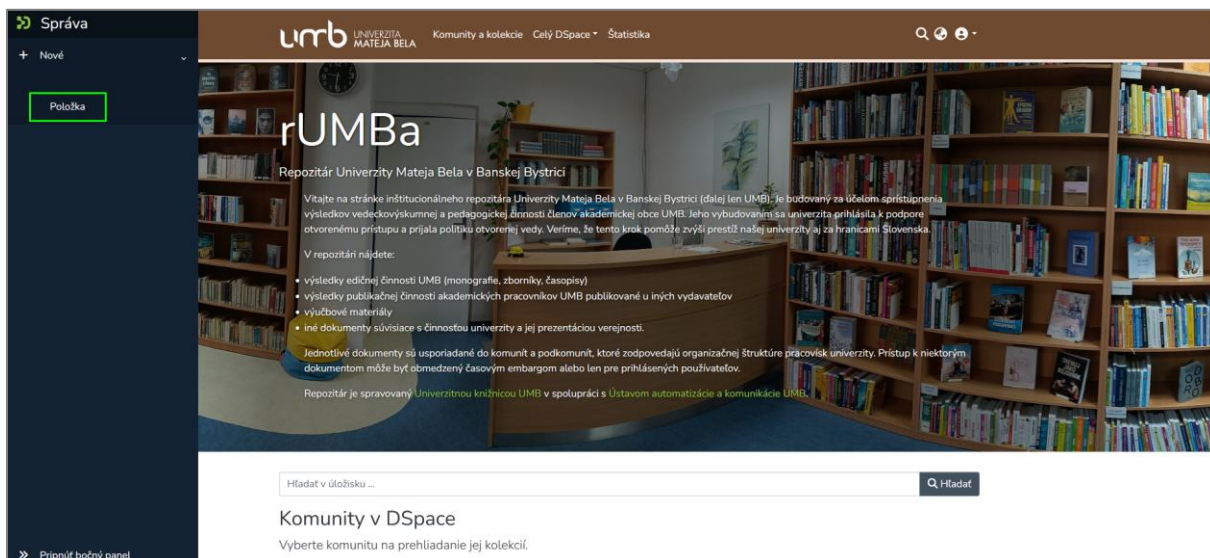 Správa
+ Nové
Položka
Pripnúť bočný panel
umb UNIVERZITA MATEJA BELA
Komunity a kolekcie Celý DSpace Štatistika
rUMBa
Repozitár Univerzity Mateja Bela v Banskej Bystrici
Vitajte na stránke inštitucionálneho repozitára Univerzity Mateja Bela v Banskej Bystrici (ďalej len UMB). Je budovaný za účelom sprístupnenia
výsledkov vedeckovýskumnej a pedagogickej činnosti členov akademickej obce UMB. Jeho vybudovaním sa univerzita prihlásila k podpore
otvorenému prístupu a prijala politiku otvorenej vedy. Veríme, že tento krok pomôže zvýši prestíž našej univerzity aj za hranicami Slovenska.
V repozitári nájdete:
• výsledky edičnej činnosti UMB (monografie, zborníky, časopisy)
• výsledky publikačnej činnosti akademických pracovníkov UMB publikované u iných vydavateľov
• výučbové materiály
• iné dokumenty súvisiace s činnosťou univerzity a jej prezentáciou verejnosti.
Jednotlivé dokumenty sú usporiadané do komunít a podkomunít, ktoré zodpovedajú organizačnej štruktúre pracovísk univerzity. Prístup k niektorým
dokumentom môže byť obmedzený časovým embargom alebo len pre prihlásených používateľov.
Repozitár je spravovaný Univerzitnou knižnicou UMB v spolupráci s Ústavom automatizácie a komunikácie UMB.
Hľadať v úložisku ...
Hľadať
Komunity v DSpace
Vyberte komunitu na prehliadanie jej kolekcií.